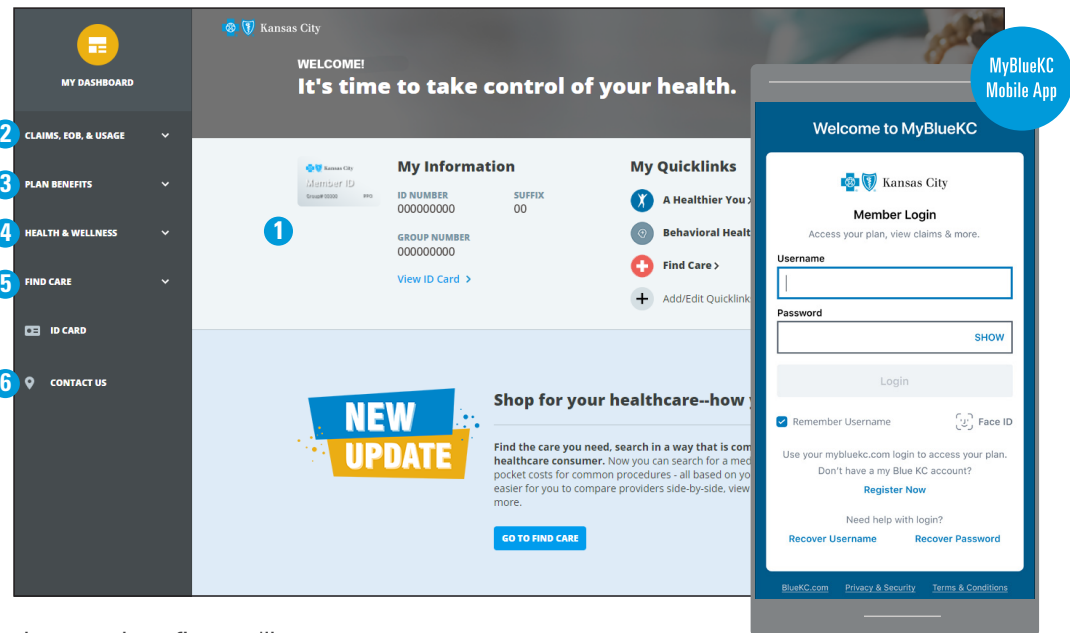 MY DASHBOARD
2 CLAIMS, EOB, & USAGE
3 PLAN BENEFITS
4 HEALTH & WELLNESS
5 FIND CARE
ID CARD
6 CONTACT US
Kansas City
WELCOME!
It's time to take control of your health.
Kansas City
Member ID
Group# 00000 PPO
1
My Information
ID NUMBER SUFFIX
000000000 00
GROUP NUMBER
000000000
View ID Card >
My Quicklinks
A Healthier You >
Behavioral Healt
Find Care >
Add/Edit Quicklink
NEW
UPDATE
Shop for your healthcare--how
Find the care you need, search in a way that is com
healthcare consumer. Now you can search for a med
pocket costs for common procedures - all based on yo
easier for you to compare providers side-by-side, view
more.
GO TO FIND CARE
MyBlueKC
Mobile App
Welcome to MyBlueKC
Kansas City
Member Login
Access your plan, view claims & more.
Username
Password
SHOW
Login
Remember Username Face ID
Use your mybluekc.com login to access your plan.
Don't have a my Blue KC account?
Register Now
Need help with login?
Recover Username Recover Password
BlueKC.com Privacy & Security Terms & Conditions